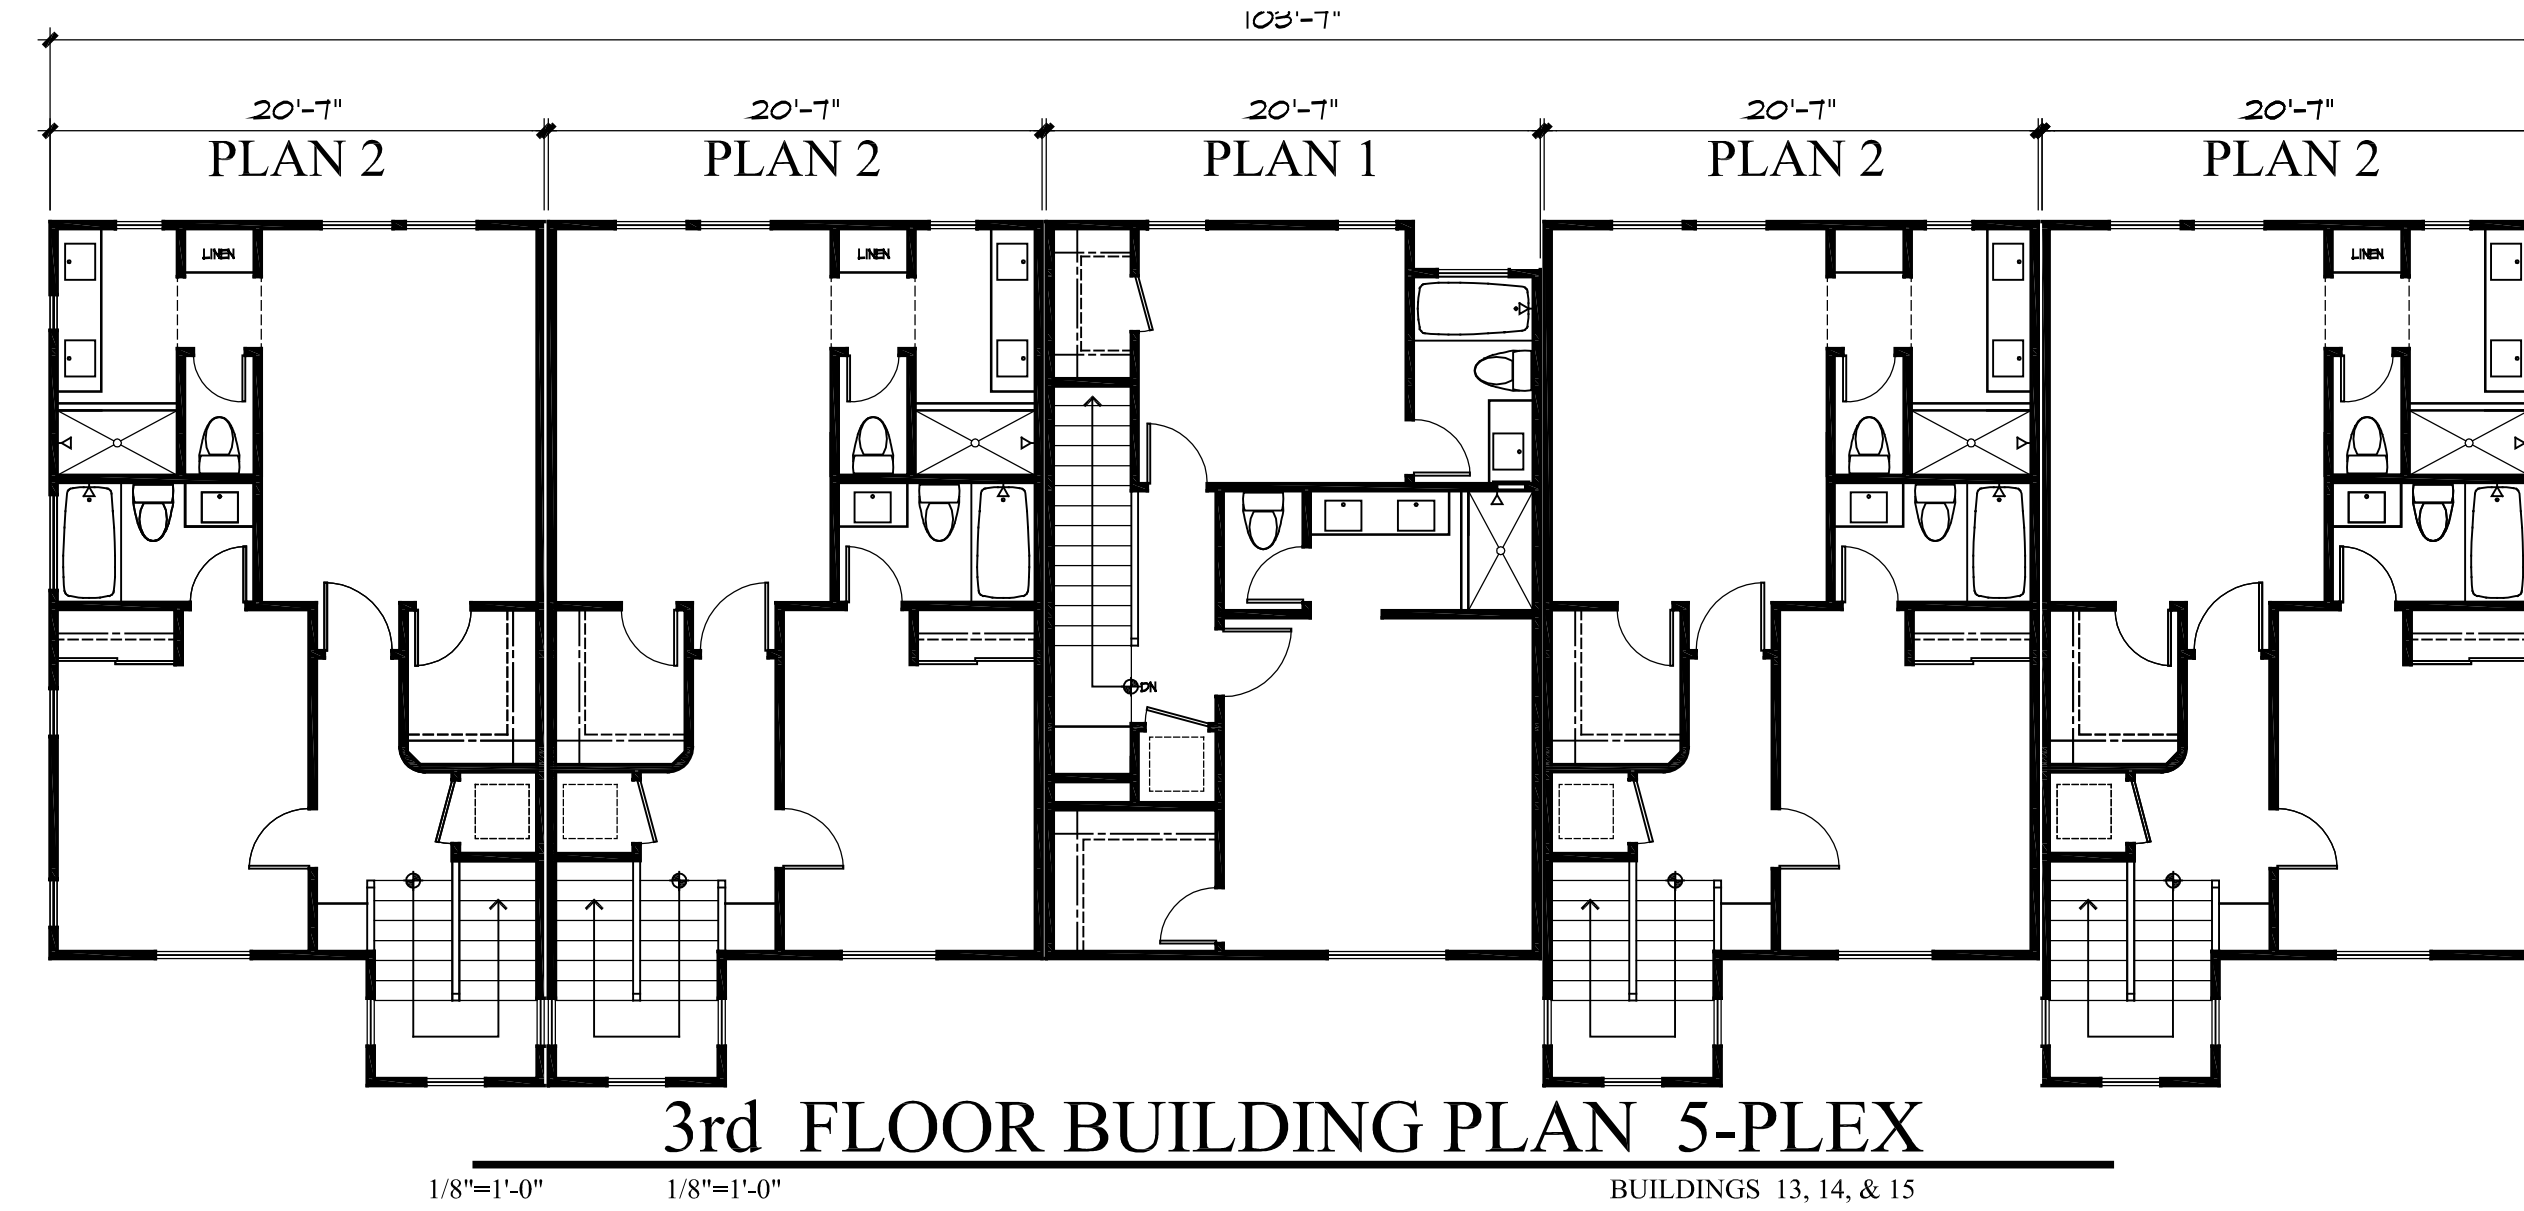 103'-7"
20'-7" 20'-7" 20'-7" 20'-7" 20'-7"
PLAN 2 PLAN 2 PLAN 1 PLAN 2 PLAN 2
LINEN LINEN LINEN
DN
3rd FLOOR BUILDING PLAN 5-PLEX
1/8"=1'-0" 1/8"=1'-0" BUILDINGS 13, 14, & 15